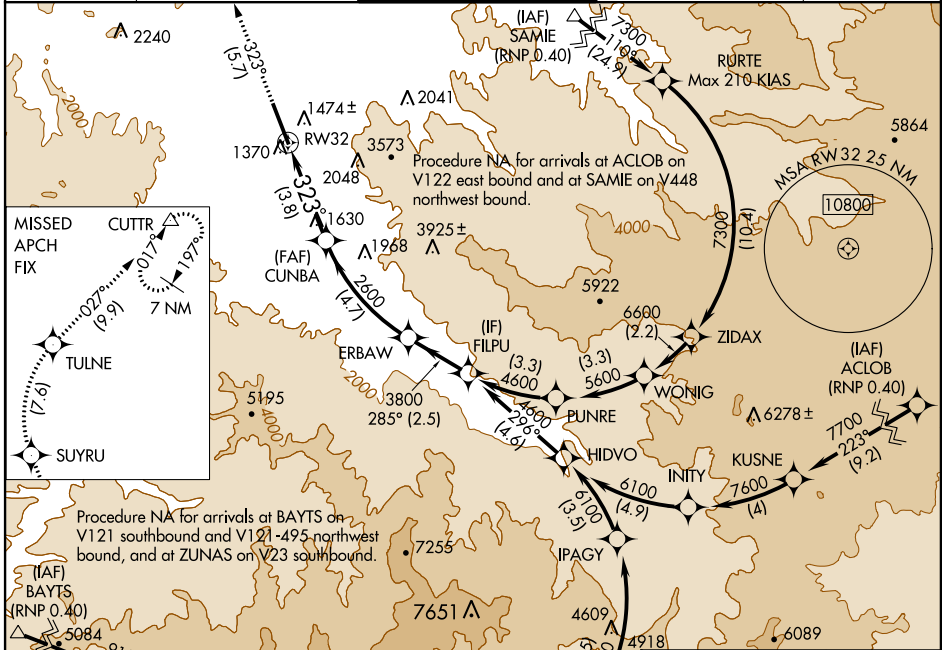 2240
2000
323°
(5.7)
(IAF)
SAMIE
(RNP 0.40)
7300
110°
(24.9)
RURTE
Max 210 KIAS
5864
1474 ±
2041
RW32
1370
3573
2048
Procedure NA for arrivals at ACLOB on
V122 east bound and at SAMIE on V448
northwest bound.
MSA RW32 25 NM
10800
323°
(3.8)
1630
(FAF)
CUNBA
1968
3925 ±
4000
7300
(10.4)
MISSED
APCH
FIX
CUTTR
017°
197°
7 NM
027°
(9.9)
TULNE
(7.6)
SUYRU
2600
(4.7)
5922
6600
(2.2)
ZIDAX
ERBAW
(IF)
FILPU
(3.3)
4600
(3.3)
5600
WONIG
PUNRE
(IAF)
ACLOB
(RNP 0.40)
2000
3800
285° (2.5)
5195
4000
4600
296°
(4.6)
6278 ±
7700
223°
(9.2)
HIDVO
KUSNE
INITY
6100
(4.9)
7600
(4)
6100
(3.5)
IPAGY
Procedure NA for arrivals at BAYTS on
V121 southbound and V121-495 northwest
bound, and at ZUNAS on V23 southbound.
7255
(IAF)
BAYTS
(RNP 0.40)
5084
7651
4609
4918
6089